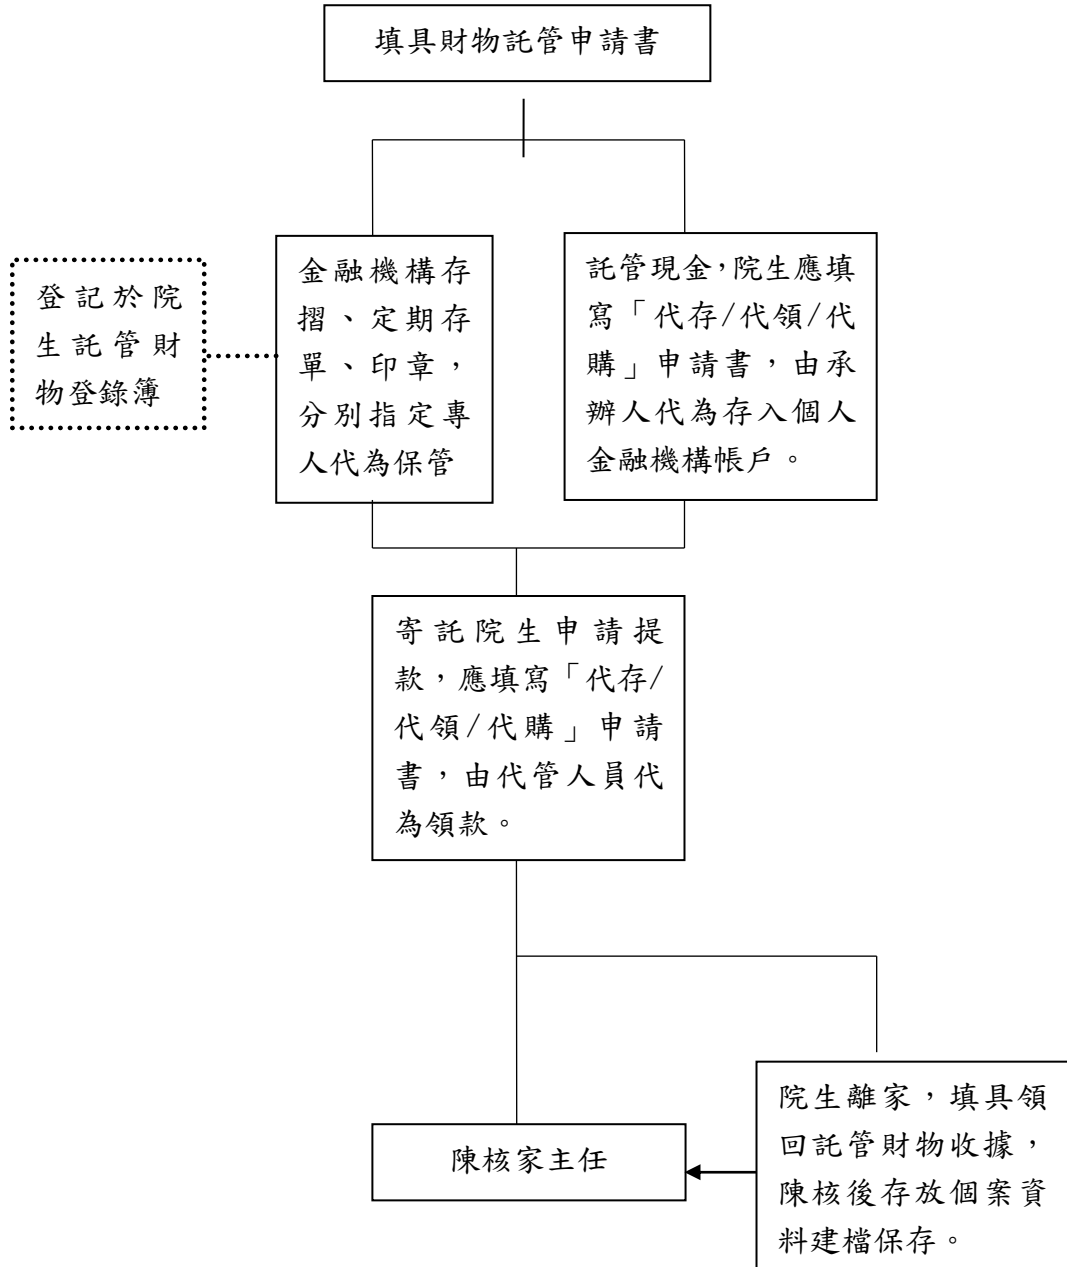 填具財物託管申請書
登記於院
生託管財
物登錄簿
金融機構存
摺、定期存
單、印章，
分別指定專
人代為保管
託管現金，院生應填
寫「代存/代領/代
購」申請書，由承
辦人代為存入個人
金融機構帳戶。
寄託院生申請提
款，應填寫「代存/
代領/代購」申請
書，由代管人員代
為領款。
陳核家主任
院生離家，填具領
回託管財物收據，
陳核後存放個案資
料建檔保存。